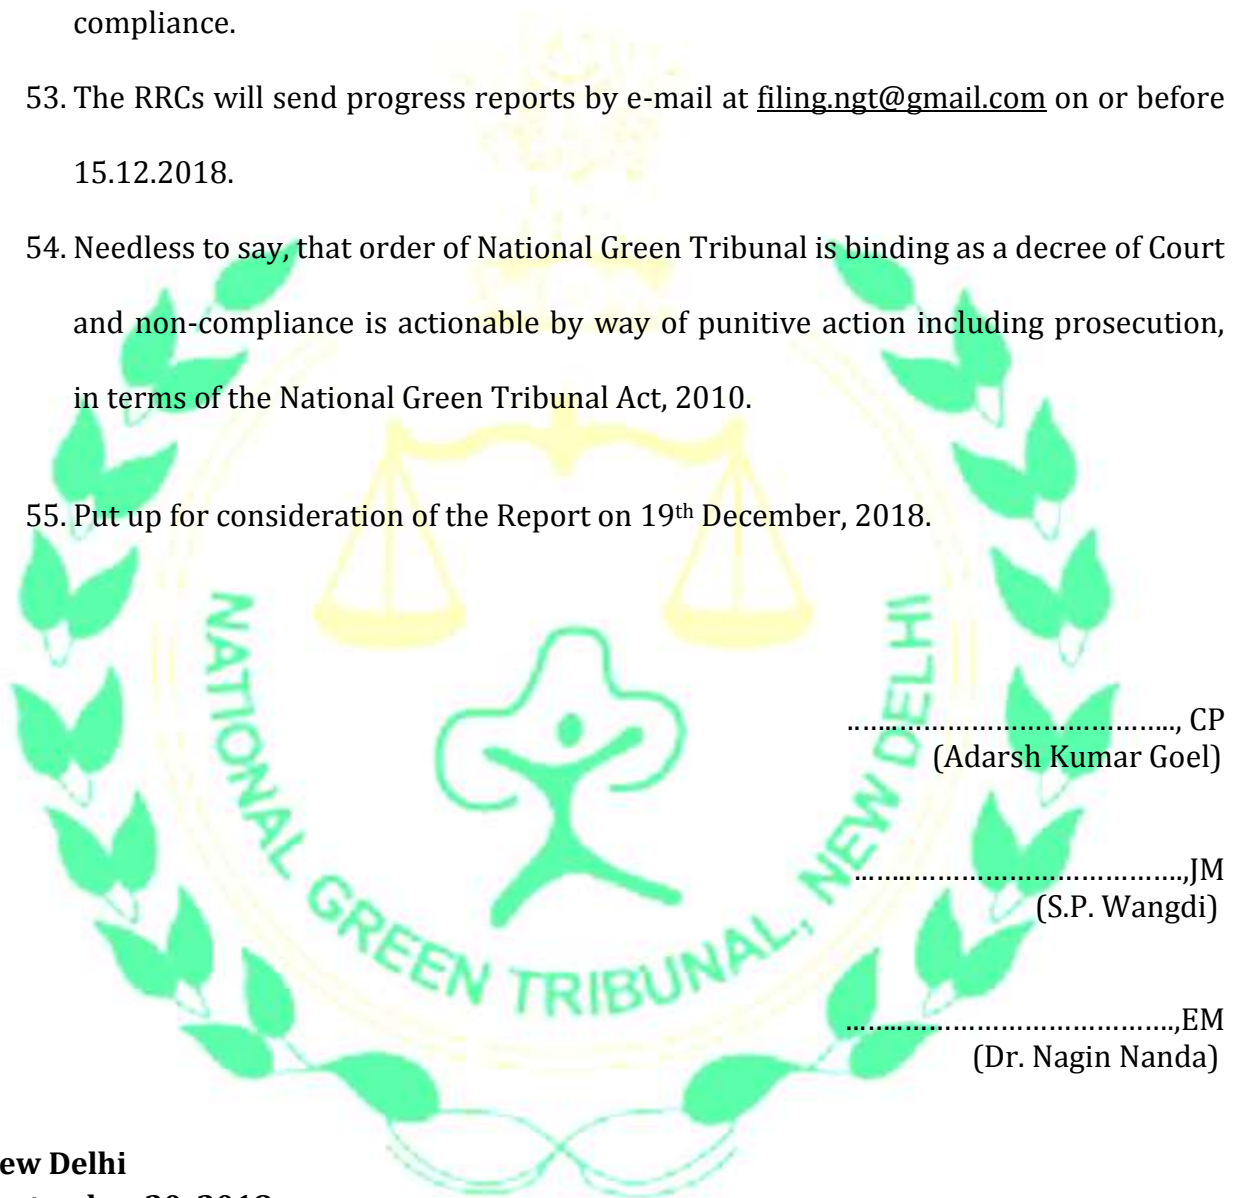 compliance.
53. The RRCs will send progress reports by e-mail at filing.ngt@gmail.com on or before
15.12.2018.
54. Needless to say, that order of National Green Tribunal is binding as a decree of Court
and non-compliance is actionable by way of punitive action including prosecution,
in terms of the National Green Tribunal Act, 2010.
55. Put up for consideration of the Report on 19th December, 2018.
…….………………………………..., CP
(Adarsh Kumar Goel)
……..……………………………….,JM
(S.P. Wangdi)
……..……………………………….,EM
(Dr. Nagin Nanda)
NATIONAL GREEN TRIBUNAL, NEW DELHI
ew Delhi